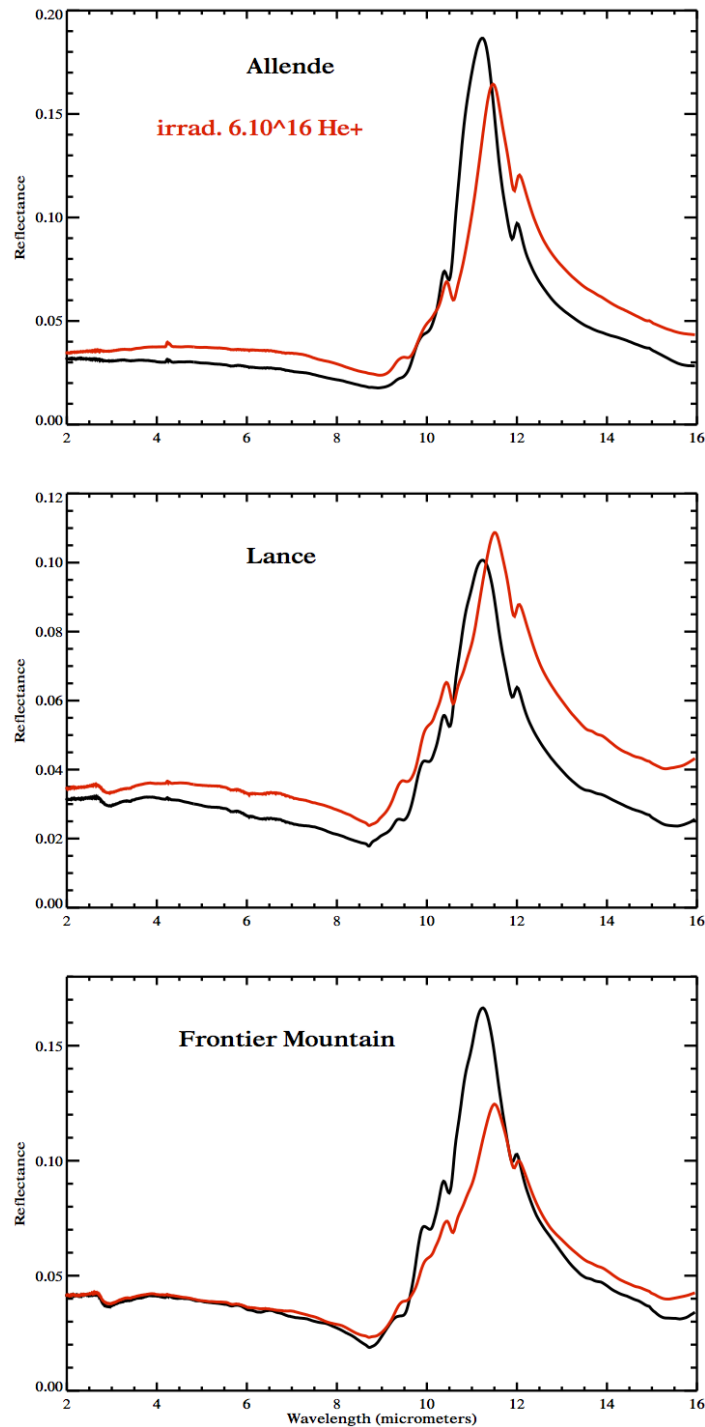 0.20
Allende
irrad. 6.10^16 He+
0.15
Reflectance
0.10
0.05
0.00
2 4 6 8 10 12 14 16
0.12
Lance
0.10
0.08
Reflectance
0.06
0.04
0.02
0.00
2 4 6 8 10 12 14 16
Frontier Mountain
0.15
Reflectance
0.10
0.05
0.00
2 4 6 8 10 12 14 16
Wavelength (micrometers)